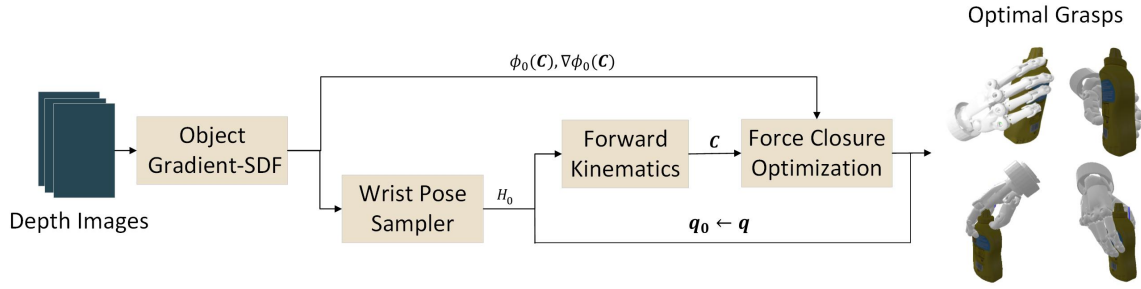 Optimal Grasps
ϕ₀(C), ∇ϕ₀(C)
Object
Gradient-SDF
Forward
Kinematics
C
Force Closure
Optimization
Wrist Pose
Sampler
H₀
q₀ ← q
Depth Images